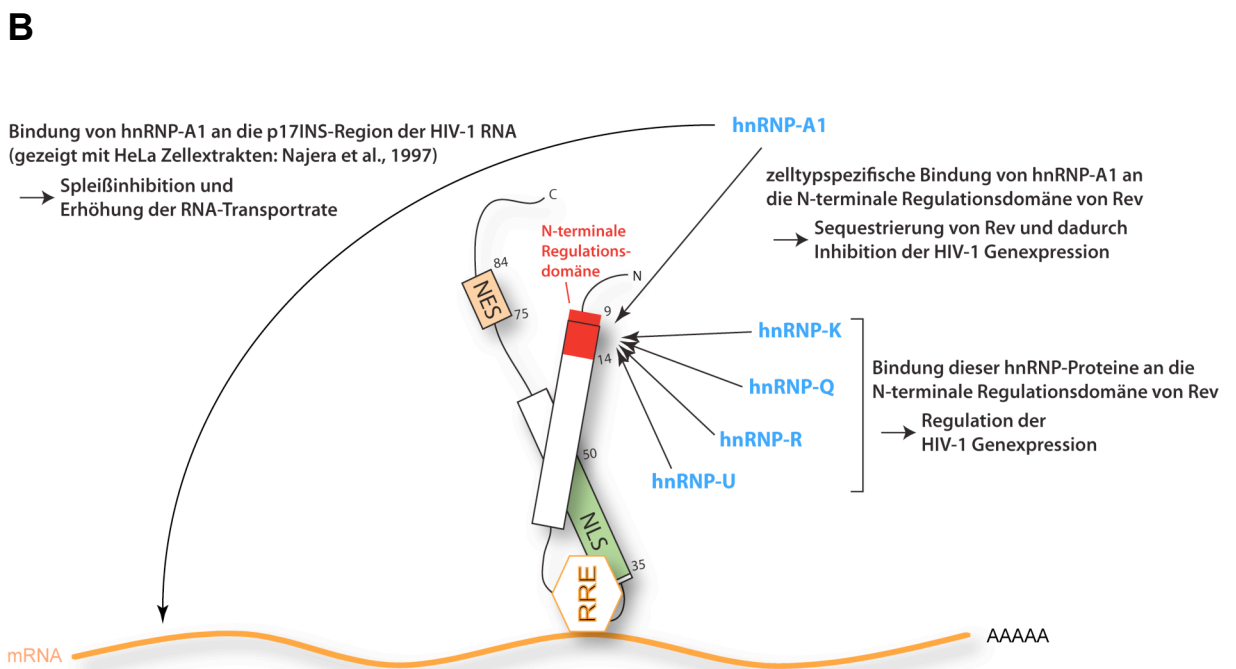 B
Bindung von hnRNP-A1 an die p17INS-Region der HIV-1 RNA
(gezeigt mit HeLa Zellextrakten: Najera et al., 1997)
Spleißinhibition und
Erhöhung der RNA-Transportrate
hnRNP-A1
zelltypspezifische Bindung von hnRNP-A1 an
die N-terminale Regulationsdomäne von Rev
Sequestrierung von Rev und dadurch
Inhibition der HIV-1 Genexpression
C
N-terminale
Regulations-
domäne
N
84
NES
75
9
14
hnRNP-K
hnRNP-Q
hnRNP-R
hnRNP-U
Bindung dieser hnRNP-Proteine an die
N-terminale Regulationsdomäne von Rev
Regulation der
HIV-1 Genexpression
50
NLS
35
RRE
mRNA
AAAAA